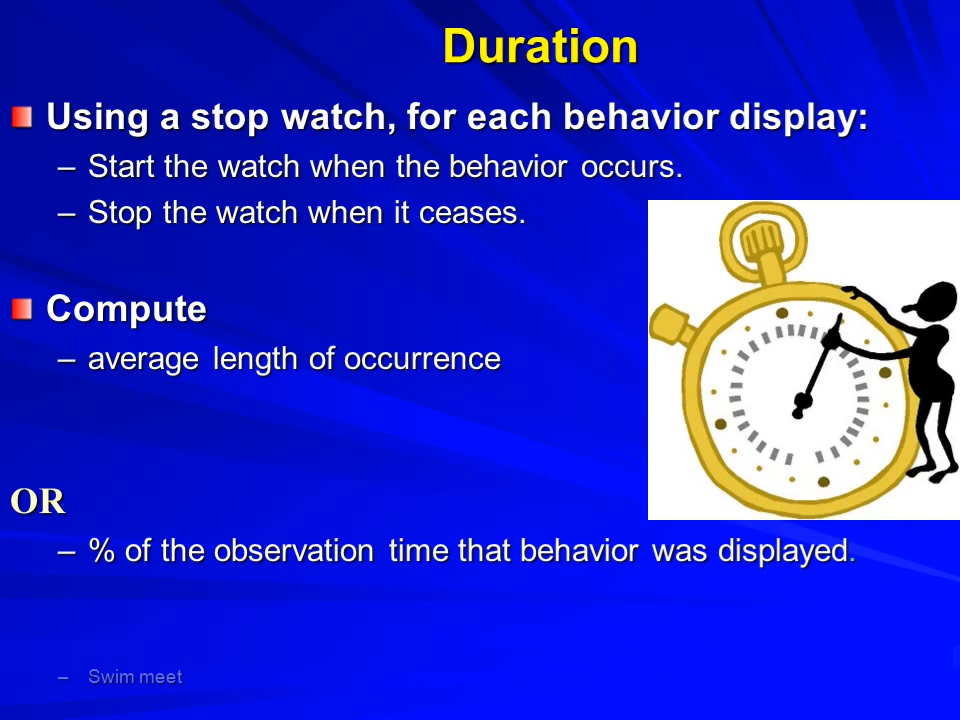 Duration
Using a stop watch, for each behavior display:
– Start the watch when the behavior occurs.
– Stop the watch when it ceases.
Compute
– average length of occurrence
OR
– % of the observation time that behavior was displayed.
– Swim meet